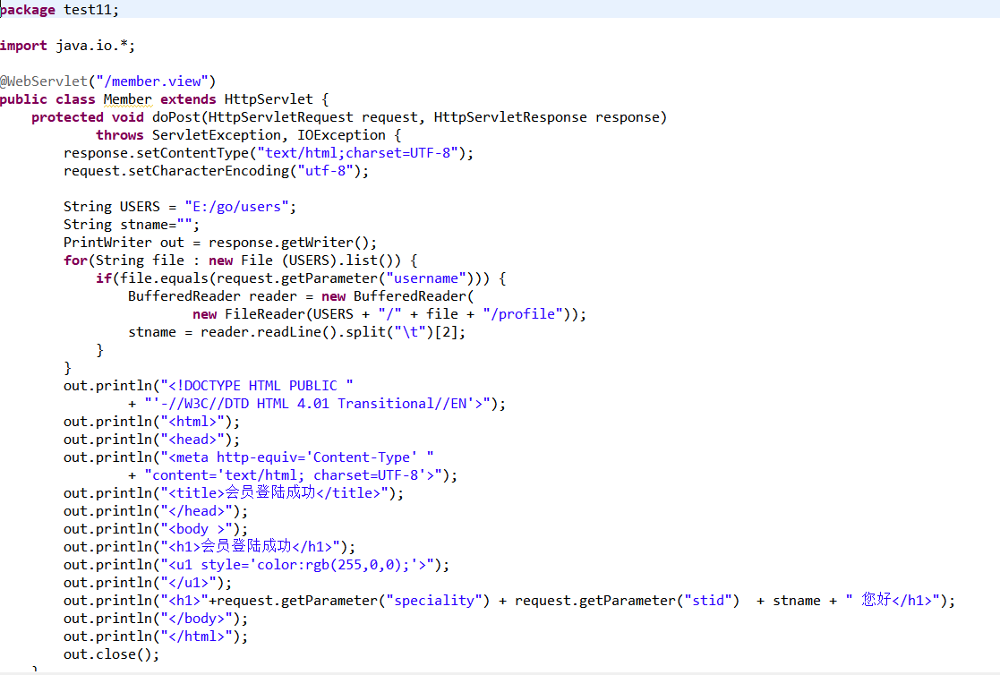 package test11;
import java.io.*;
@WebServlet("/member.view")
public class Member extends HttpServlet {
protected void doPost(HttpServletRequest request, HttpServletResponse response)
throws ServletException, IOException {
response.setContentType("text/html;charset=UTF-8");
request.setCharacterEncoding("utf-8");
String USERS = "E:/go/users";
String stname="";
PrintWriter out = response.getWriter();
for(String file : new File (USERS).list()) {
if(file.equals(request.getParameter("username"))) {
BufferedReader reader = new BufferedReader(
new FileReader(USERS + "/" + file + "/profile"));
stname = reader.readLine().split("\t")[2];
}
}
out.println("<!DOCTYPE HTML PUBLIC "
+ "'-//W3C//DTD HTML 4.01 Transitional//EN'>");
out.println("<html>");
out.println("<head>");
out.println("<meta http-equiv='Content-Type' "
+ "content='text/html; charset=UTF-8'>");
out.println("<title>会员登陆成功</title>");
out.println("</head>");
out.println("<body >");
out.println("<h1>会员登陆成功</h1>");
out.println("<u1 style='color:rgb(255,0,0);'>");
out.println("</u1>");
out.println("<h1>"+request.getParameter("speciality") + request.getParameter("stid")  + stname + " 您好</h1>");
out.println("</body>");
out.println("</html>");
out.close();
}